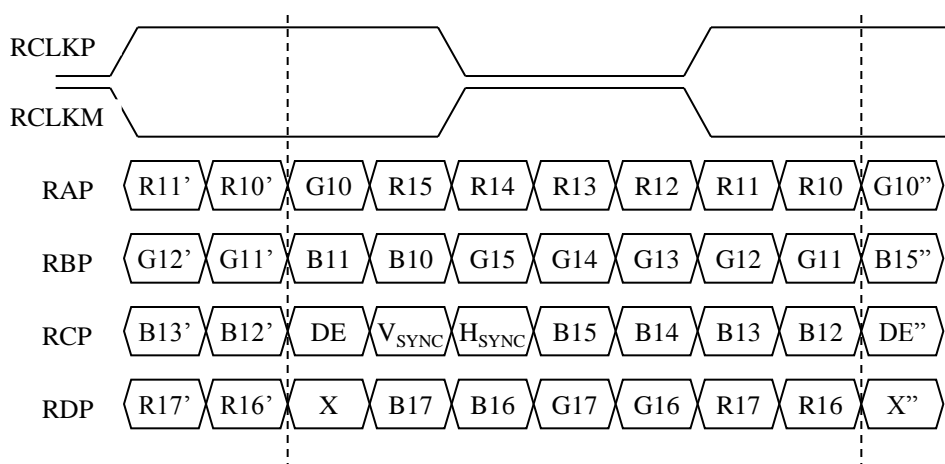 RCLKP
RCLKM
RAP R11’ R10’ G10 R15 R14 R13 R12 R11 R10 G10”
RBP G12’ G11’ B11 B10 G15 G14 G13 G12 G11 B15”
RCP B13’ B12’ DE VSYNC HSYNC B15 B14 B13 B12 DE”
RDP R17’ R16’ X B17 B16 G17 G16 R17 R16 X”